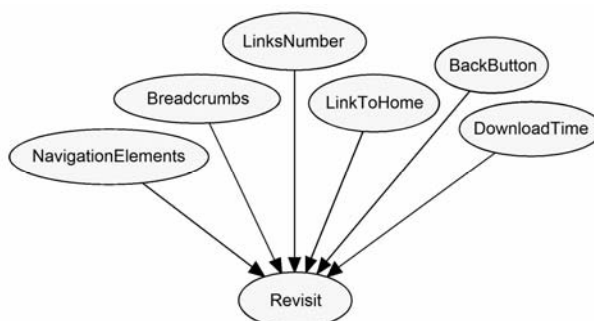 LinksNumber
BackButton
Breadcrumbs
LinkToHome
DownloadTime
NavigationElements
Revisit